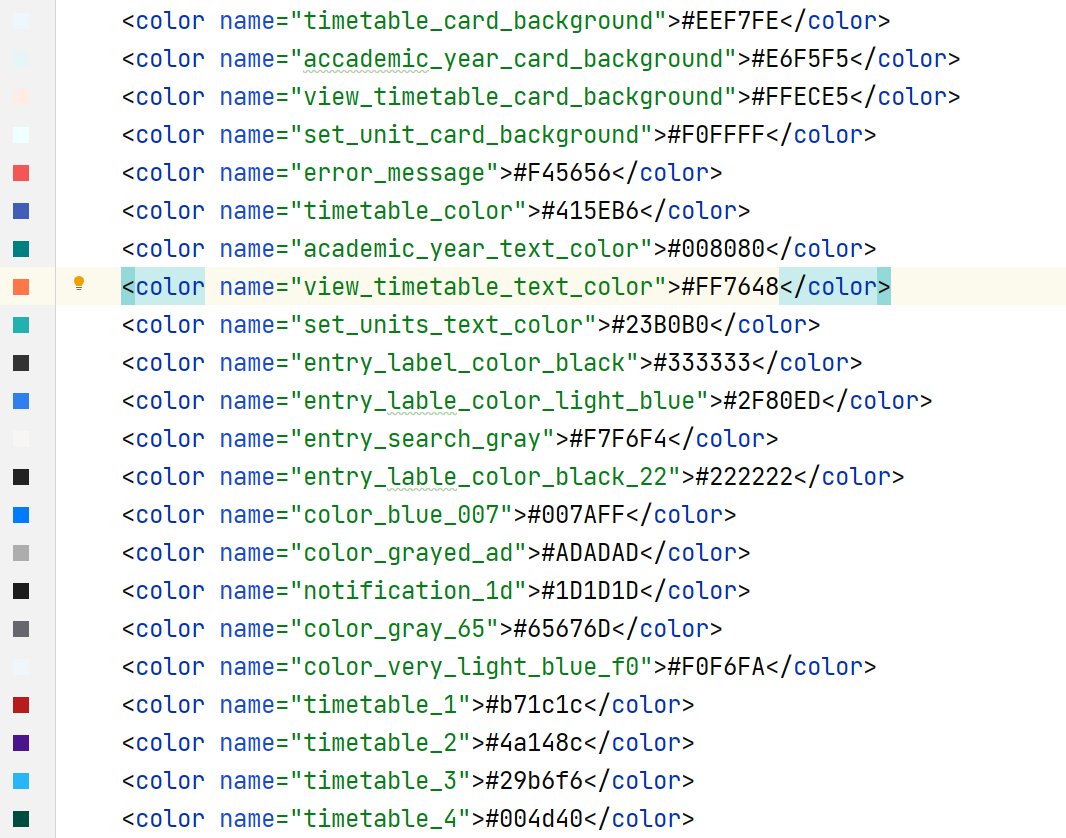 <color name="timetable_card_background">#EEF7FE</color>
<color name="accademic_year_card_background">#E6F5F5</color>
<color name="view_timetable_card_background">#FFECE5</color>
<color name="set_unit_card_background">#F0FFFF</color>
<color name="error_message">#F45656</color>
<color name="timetable_color">#415EB6</color>
<color name="academic_year_text_color">#008080</color>
<color name="view_timetable_text_color">#FF7648</color>
<color name="set_units_text_color">#23B0B0</color>
<color name="entry_label_color_black">#333333</color>
<color name="entry_lable_color_light_blue">#2F80ED</color>
<color name="entry_search_gray">#F7F6F4</color>
<color name="entry_lable_color_black_22">#222222</color>
<color name="color_blue_007">#007AFF</color>
<color name="color_grayed_ad">#ADADAD</color>
<color name="notification_1d">#1D1D1D</color>
<color name="color_gray_65">#65676D</color>
<color name="color_very_light_blue_f0">#F0F6FA</color>
<color name="timetable_1">#b71c1c</color>
<color name="timetable_2">#4a148c</color>
<color name="timetable_3">#29b6f6</color>
<color name="timetable_4">#004d40</color>